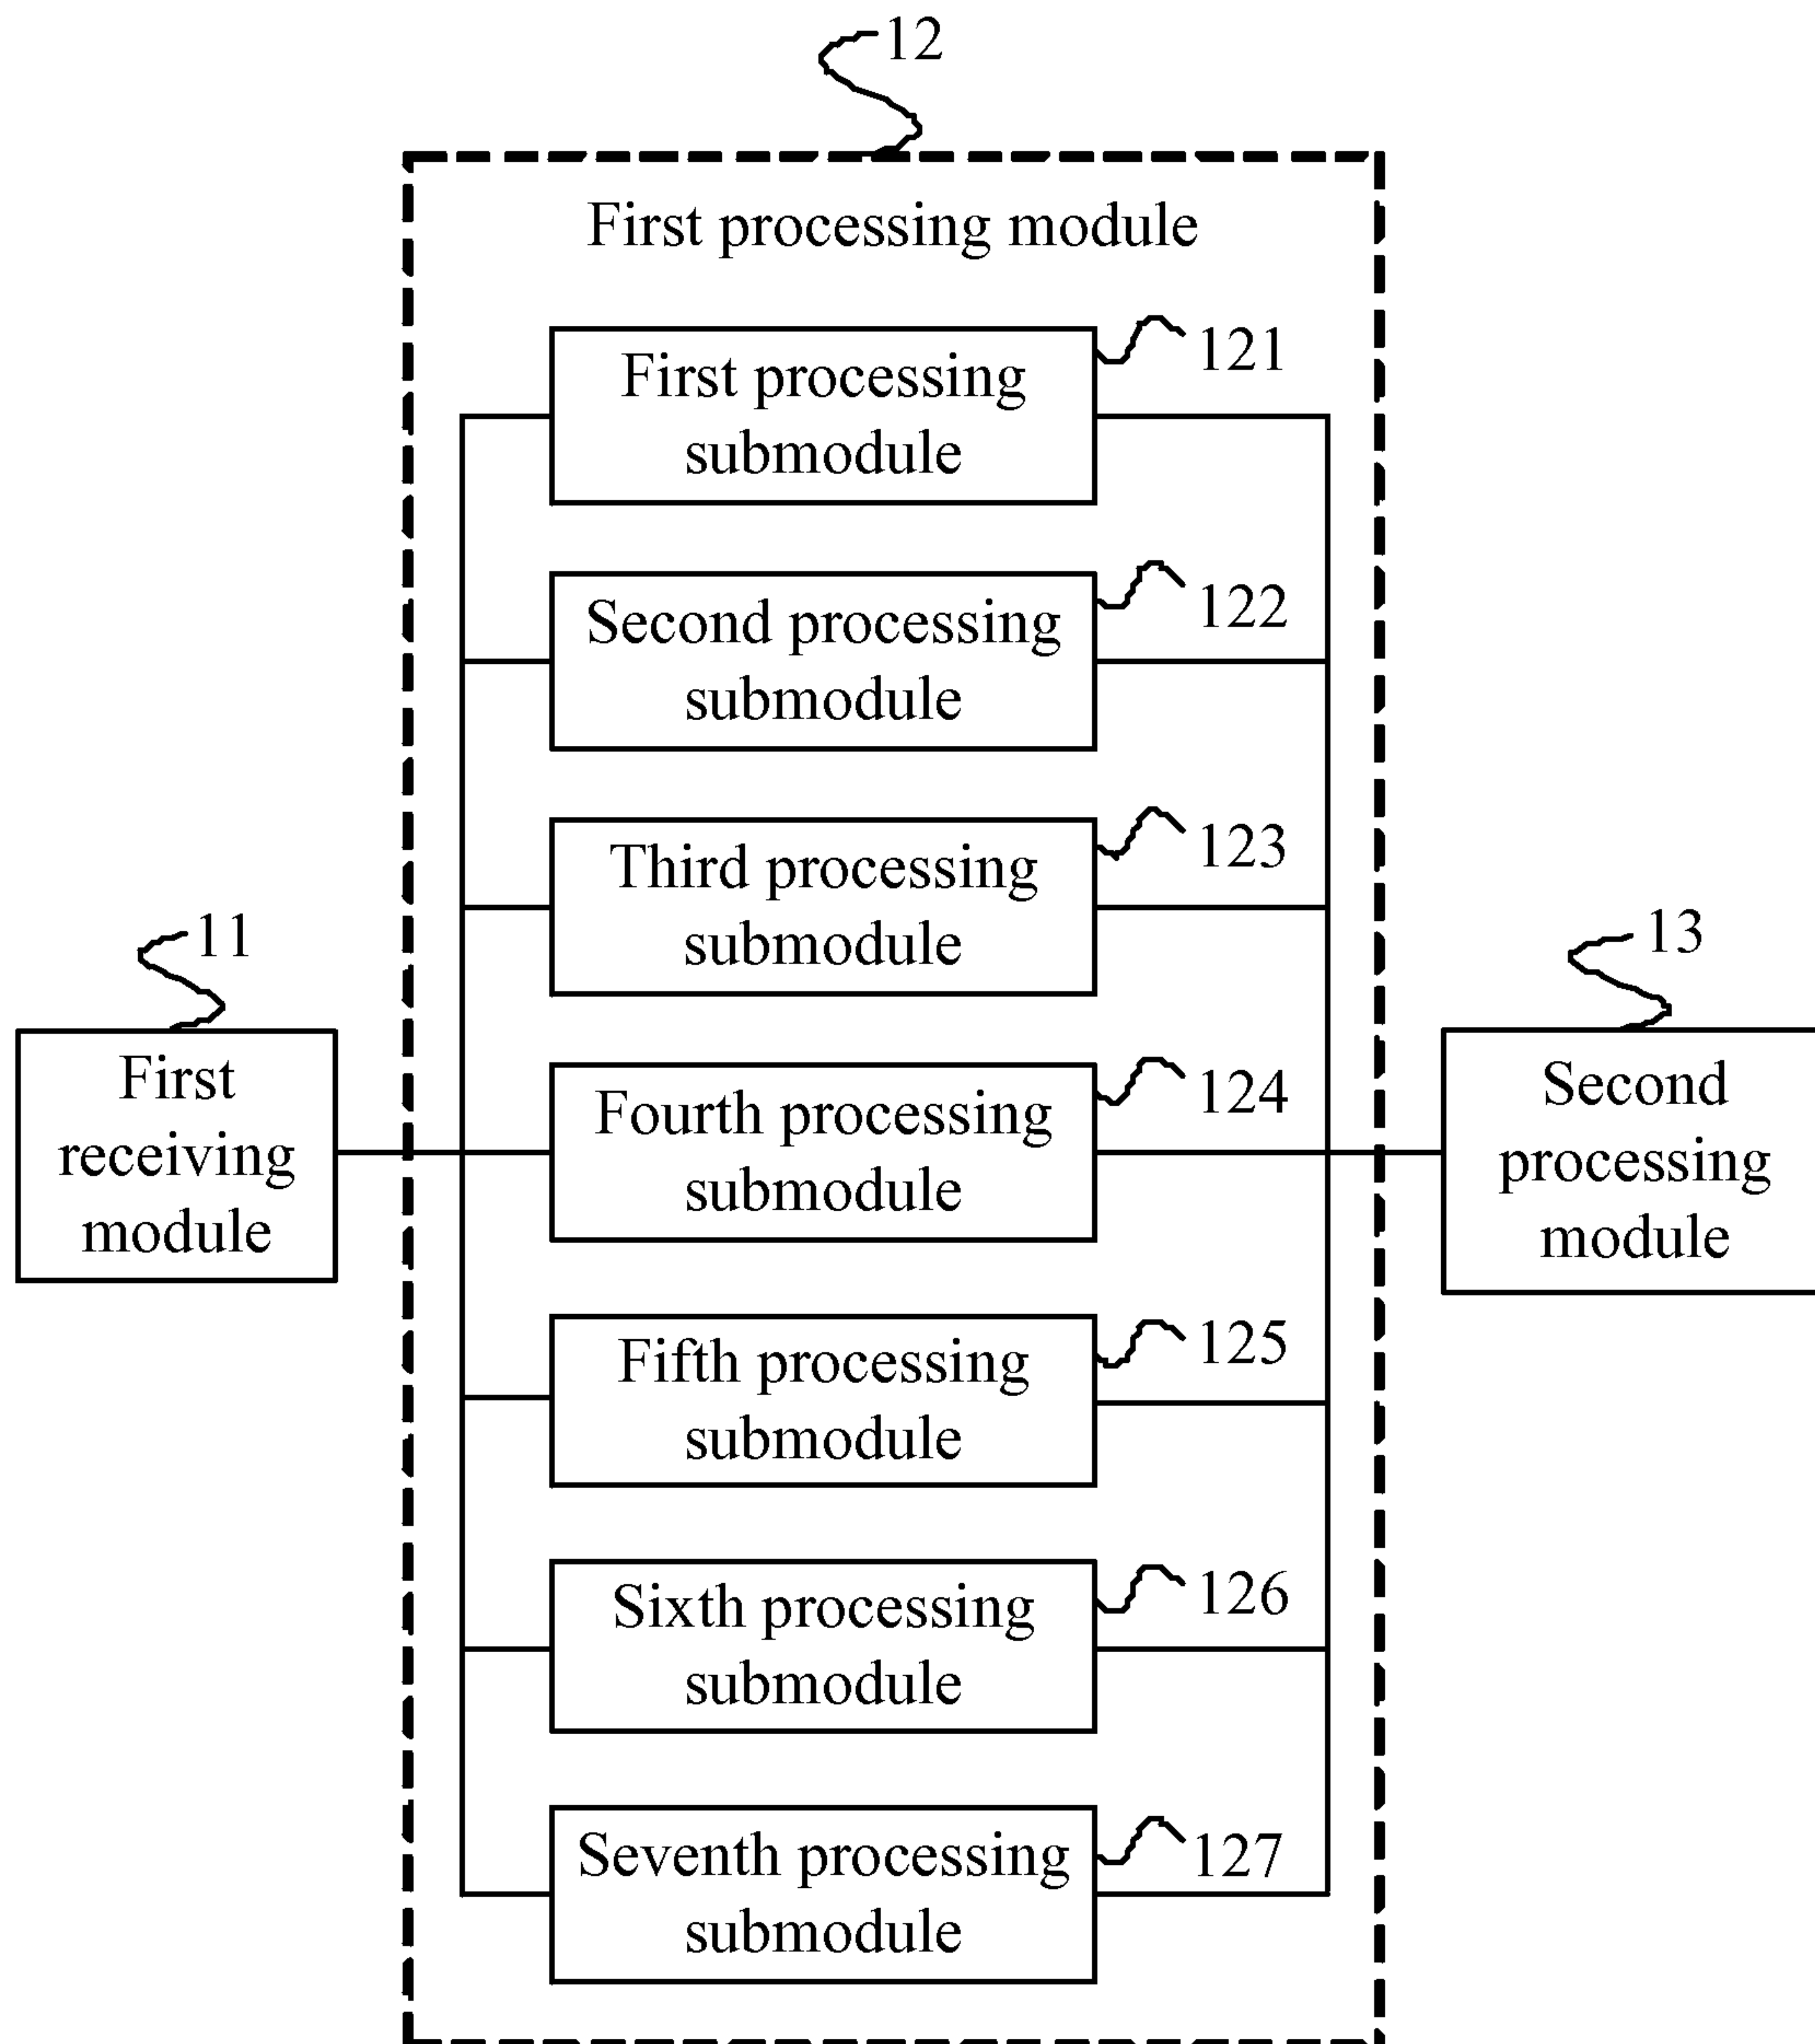 12
First processing module
First processing
submodule
121
Second processing
submodule
122
Third processing
submodule
123
11
First
receiving
module
Fourth processing
submodule
124
13
Second
processing
module
Fifth processing
submodule
125
Sixth processing
submodule
126
Seventh processing
submodule
127